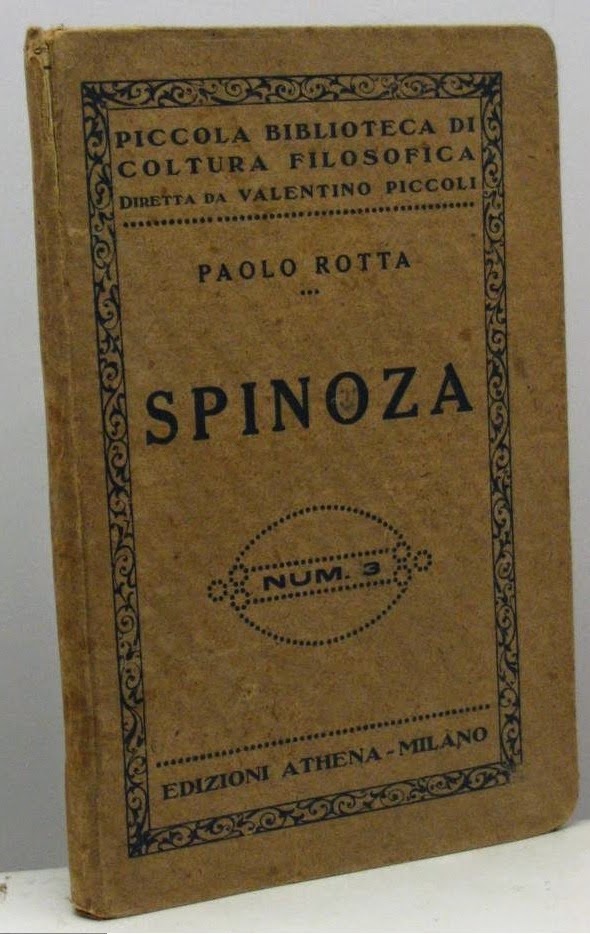 PICCOLA BIBLIOTECA DI
COLTURA FILOSOFICA
DIRETTA DA VALENTINO PICCOLI
PAOLO ROTTA
SPINOZA
NUM. 3
EDIZIONI ATHENA - MILANO